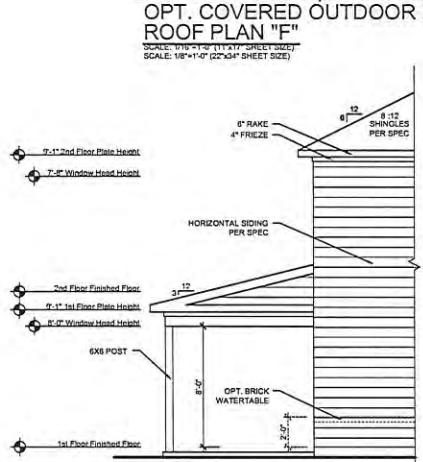 OPT. COVERED OUTDOOR
ROOF PLAN "F"
SCALE: 1/16"=1'-0" (11"x17" SHEET SIZE)
SCALE: 1/8"=1'-0" (22"x34" SHEET SIZE)
12
6
8 :12
SHINGLES
PER SPEC
6" RAKE
4" FRIEZE
9'-1" 2nd Floor Plate Height
7'-8" Window Head Height
HORIZONTAL SIDING
PER SPEC
2nd Floor Finished Floor
12
3
9'-1" 1st Floor Plate Height
8'-0" Window Head Height
6X6 POST
8'-0"
OPT. BRICK
WATERTABLE
2'-0"
1st Floor Finished Floor